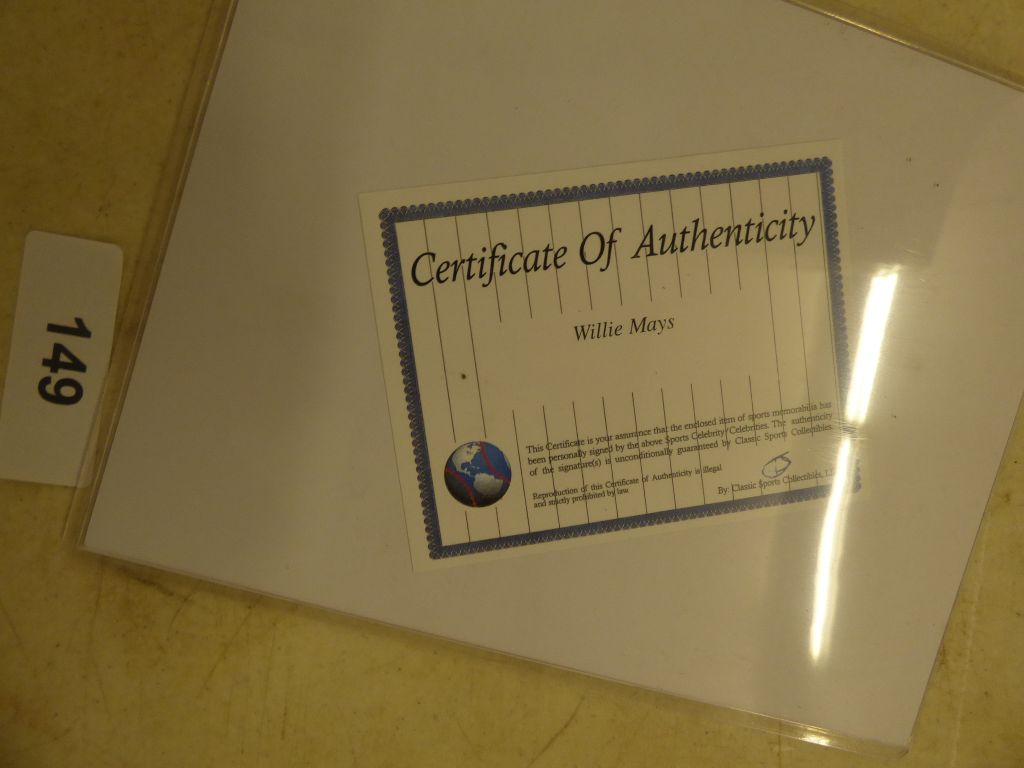 149
Certificate Of Authenticity
Willie Mays
This Certificate is your assurance that the enclosed item of sports memorabilia has
been personally signed by the above Sports Celebrity/Celebrities. The authenticity
of the signature(s) is unconditionally guaranteed by Classic Sports Collectibles.
Reproduction of this Certificate of Authenticity is illegal
and strictly prohibited by law.
By: Classic Sports Collectibles,